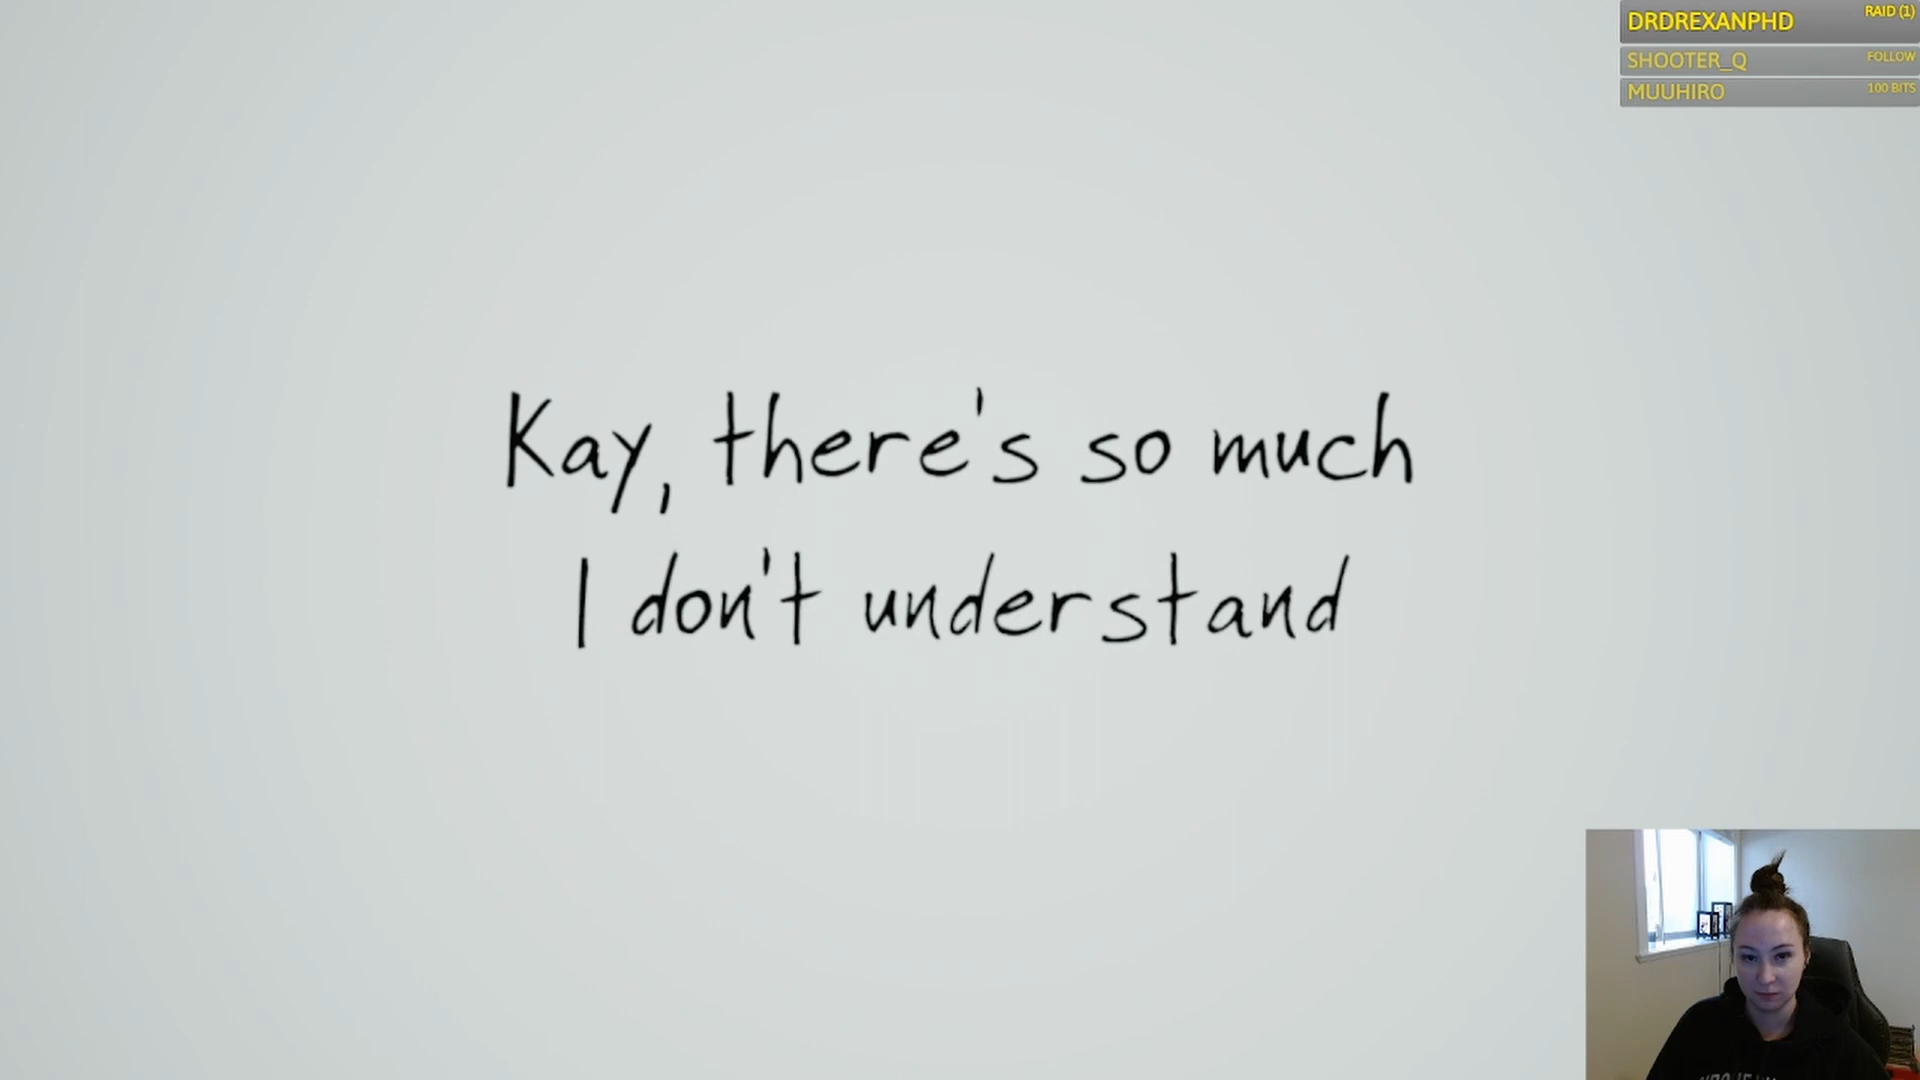 DRDREXANPHD RAID (1)
SHOOTER_Q FOLLOW
MUUHIRO 100 BITS
Kay, there's so much
I don't understand